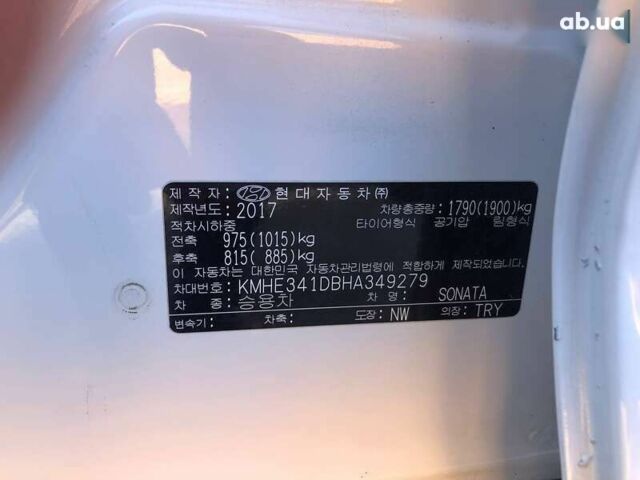 ab.ua
제 작 자 : 현대자동차(주)
제작년도: 2017 차량총중량: 1790(1900)kg
적차시하중 타이어형식 공기압 림형식
전축 975(1015)kg
후축 815( 885)kg
이 자동차는 대한민국 자동차관리법령에 적합하게 제작되었습니다.
차대번호: KMHE341DBHA349279
차 종: 승용차 차 명: SONATA
변속기: 차축: 도장: NW 의장: TRY